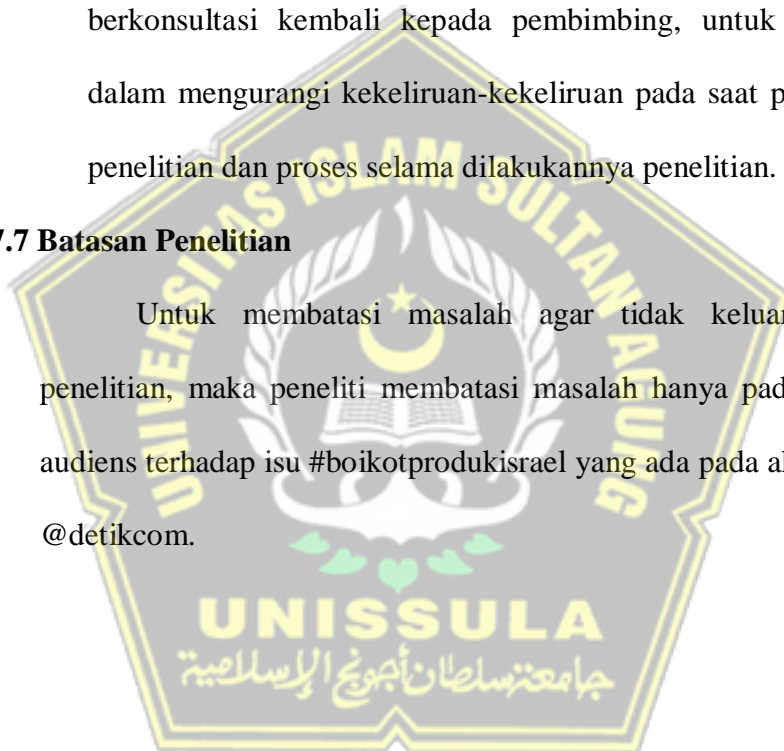 berkonsultasi kembali kepada pembimbing, untuk
dalam mengurangi kekeliruan-kekeliruan pada saat
penelitian dan proses selama dilakukannya penelitian.
7.7 Batasan Penelitian
Untuk membatasi masalah agar tidak
penelitian, maka peneliti membatasi masalah hanya
audiens terhadap isu #boikotprodukisrael yang ada pada
@detikcom.
UNIVERSITAS ISLAM SULTAN AGUNG
UNISSULA
جامعة سلطان أجونج الإسلامية